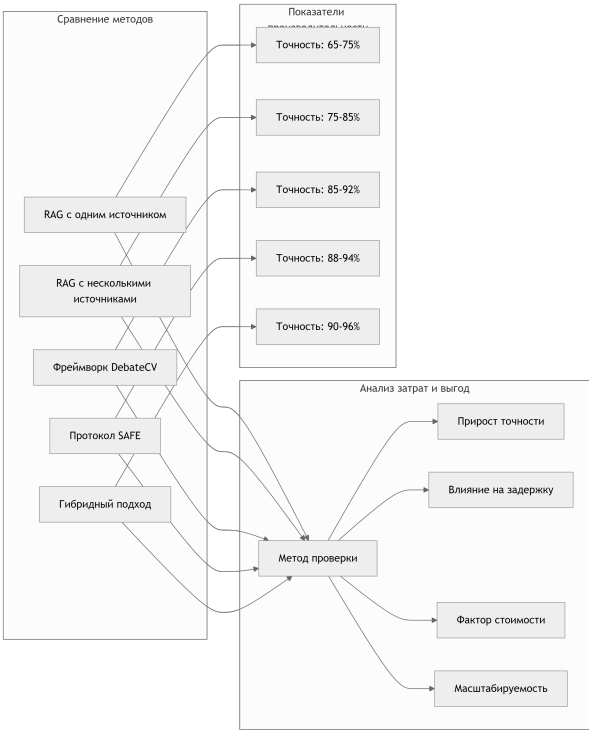 Сравнение методов
RAG с одним источником
RAG с несколькими
источниками
Фреймворк DebateCV
Протокол SAFE
Гибридный подход
Показатели
производительности
Точность: 65-75%
Точность: 75-85%
Точность: 85-92%
Точность: 88-94%
Точность: 90-96%
Анализ затрат и выгод
Метод проверки
Прирост точности
Влияние на задержку
Фактор стоимости
Масштабируемость